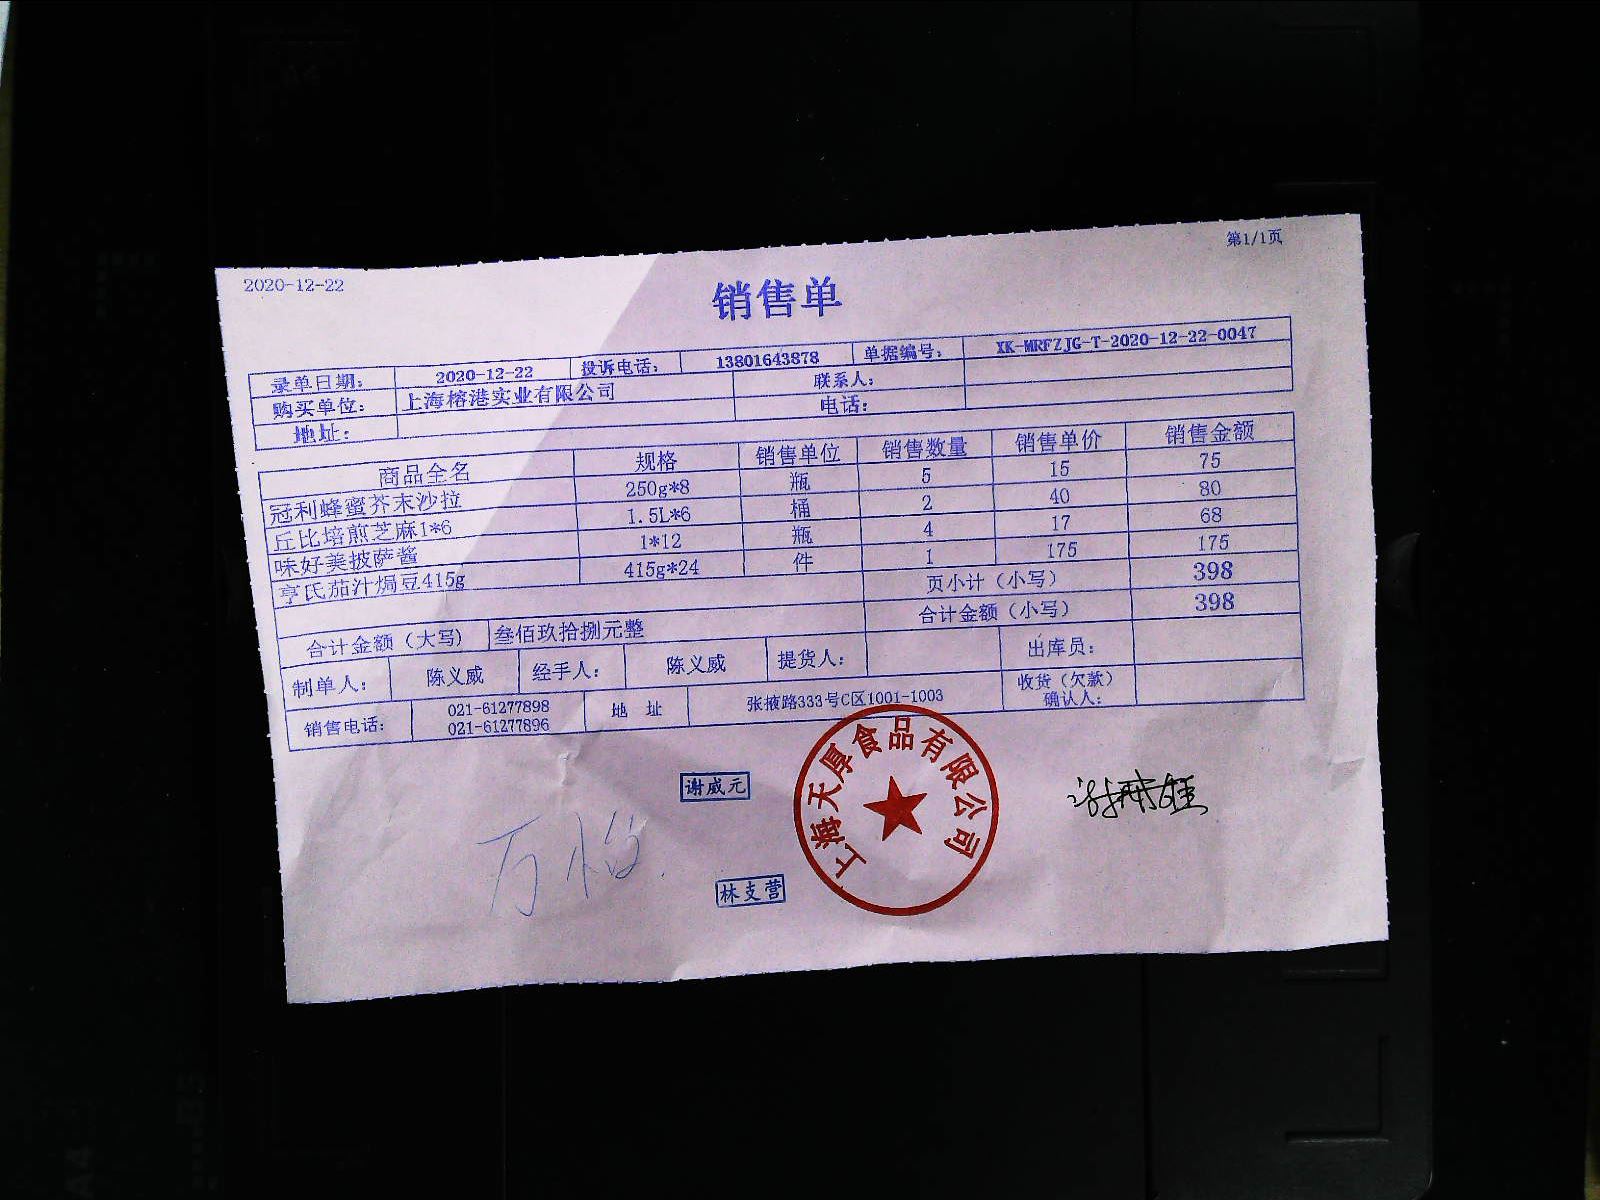 第1/1页
2020-12-22
销售单
录单日期: 2020-12-22 投诉电话: 13801643878 单据编号: XK-MRFZJG-T-2020-12-22-0047
购买单位: 上海榕港实业有限公司 联系人:
地址: 电话:
商品全名 规格 销售单位 销售数量 销售单价 销售金额
冠利蜂蜜芥末沙拉 250g*8 瓶 5 15 75
丘比培煎芝麻1*6 1.5L*6 桶 2 40 80
味好美披萨酱 1*12 瓶 4 17 68
亨氏茄汁焗豆415g 415g*24 件 1 175 175
页小计（小写） 398
合计金额（大写） 叁佰玖拾捌元整 合计金额（小写） 398
制单人: 陈义威 经手人: 陈义威 提货人: 出库员:
销售电话: 021-61277898 021-61277896 地 址 张掖路333号C区1001-1003 收货（欠款）确认人:
谢威元
上海天厚食品有限公司
万怡
林支营